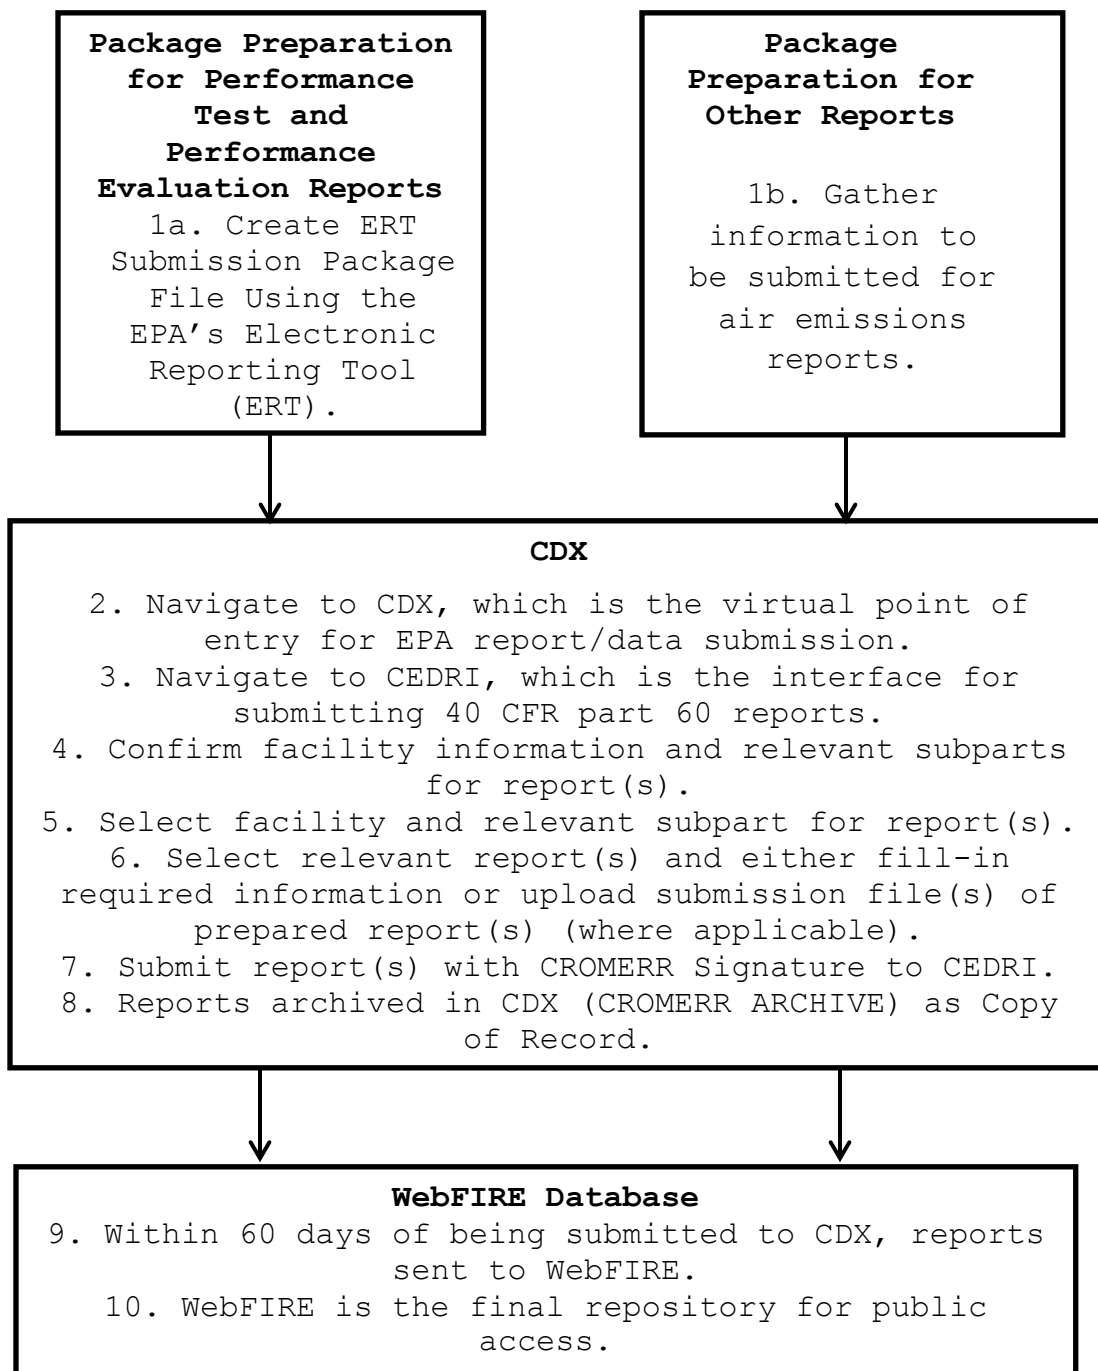 Package Preparation
for Performance
Test and
Performance
Evaluation Reports
1a. Create ERT
Submission Package
File Using the
EPA’s Electronic
Reporting Tool
(ERT).
Package
Preparation for
Other Reports
1b. Gather
information to
be submitted for
air emissions
reports.
CDX
2. Navigate to CDX, which is the virtual point of
entry for EPA report/data submission.
3. Navigate to CEDRI, which is the interface for
submitting 40 CFR part 60 reports.
4. Confirm facility information and relevant subparts
for report(s).
5. Select facility and relevant subpart for report(s).
6. Select relevant report(s) and either fill-in
required information or upload submission file(s) of
prepared report(s) (where applicable).
7. Submit report(s) with CROMERR Signature to CEDRI.
8. Reports archived in CDX (CROMERR ARCHIVE) as Copy
of Record.
WebFIRE Database
9. Within 60 days of being submitted to CDX, reports
sent to WebFIRE.
10. WebFIRE is the final repository for public
access.